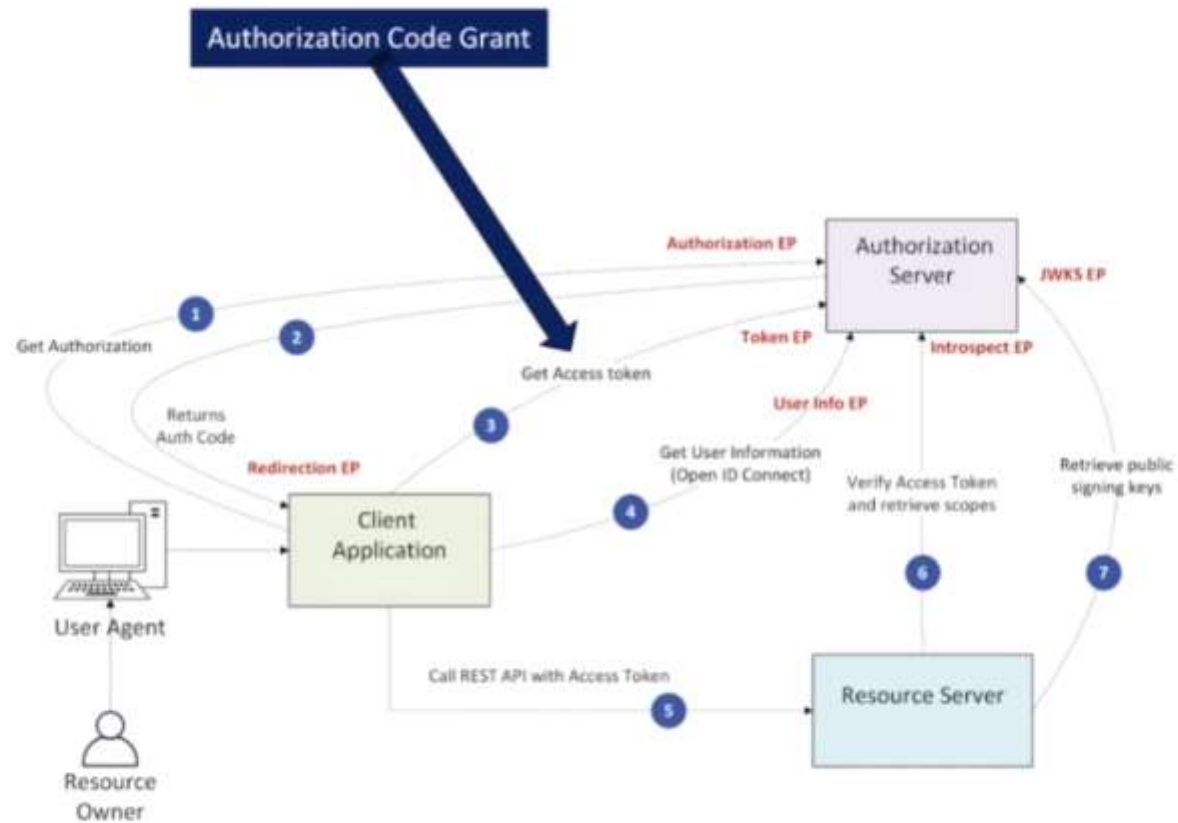 Authorization Code Grant
Authorization EP
Authorization
Server
JWKS EP
1
2
Get Authorization
Token EP
Introspect EP
Get Access token
3
User Info EP
Returns
Auth Code
Redirection EP
Get User Information
(Open ID Connect)
4
Verify Access Token
and retrieve scopes
Retrieve public
signing keys
Client
Application
6
7
User Agent
Call REST API with Access Token
5
Resource Server
Resource
Owner